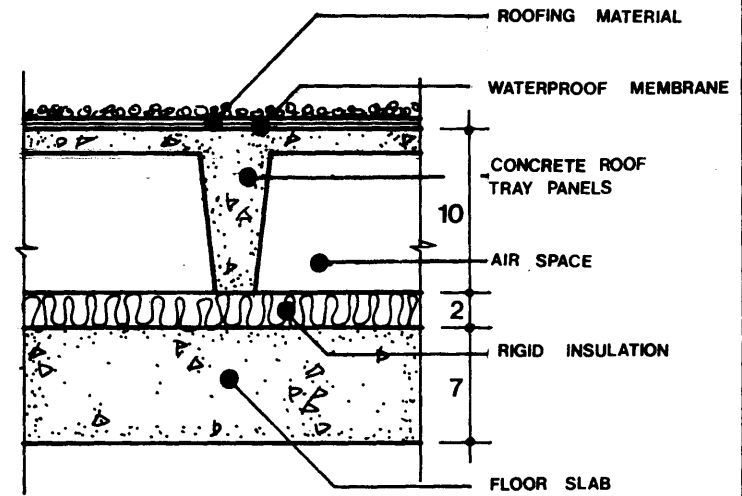 ROOFING MATERIAL
WATERPROOF MEMBRANE
CONCRETE ROOF
TRAY PANELS
10
AIR SPACE
2
RIGID INSULATION
7
FLOOR SLAB